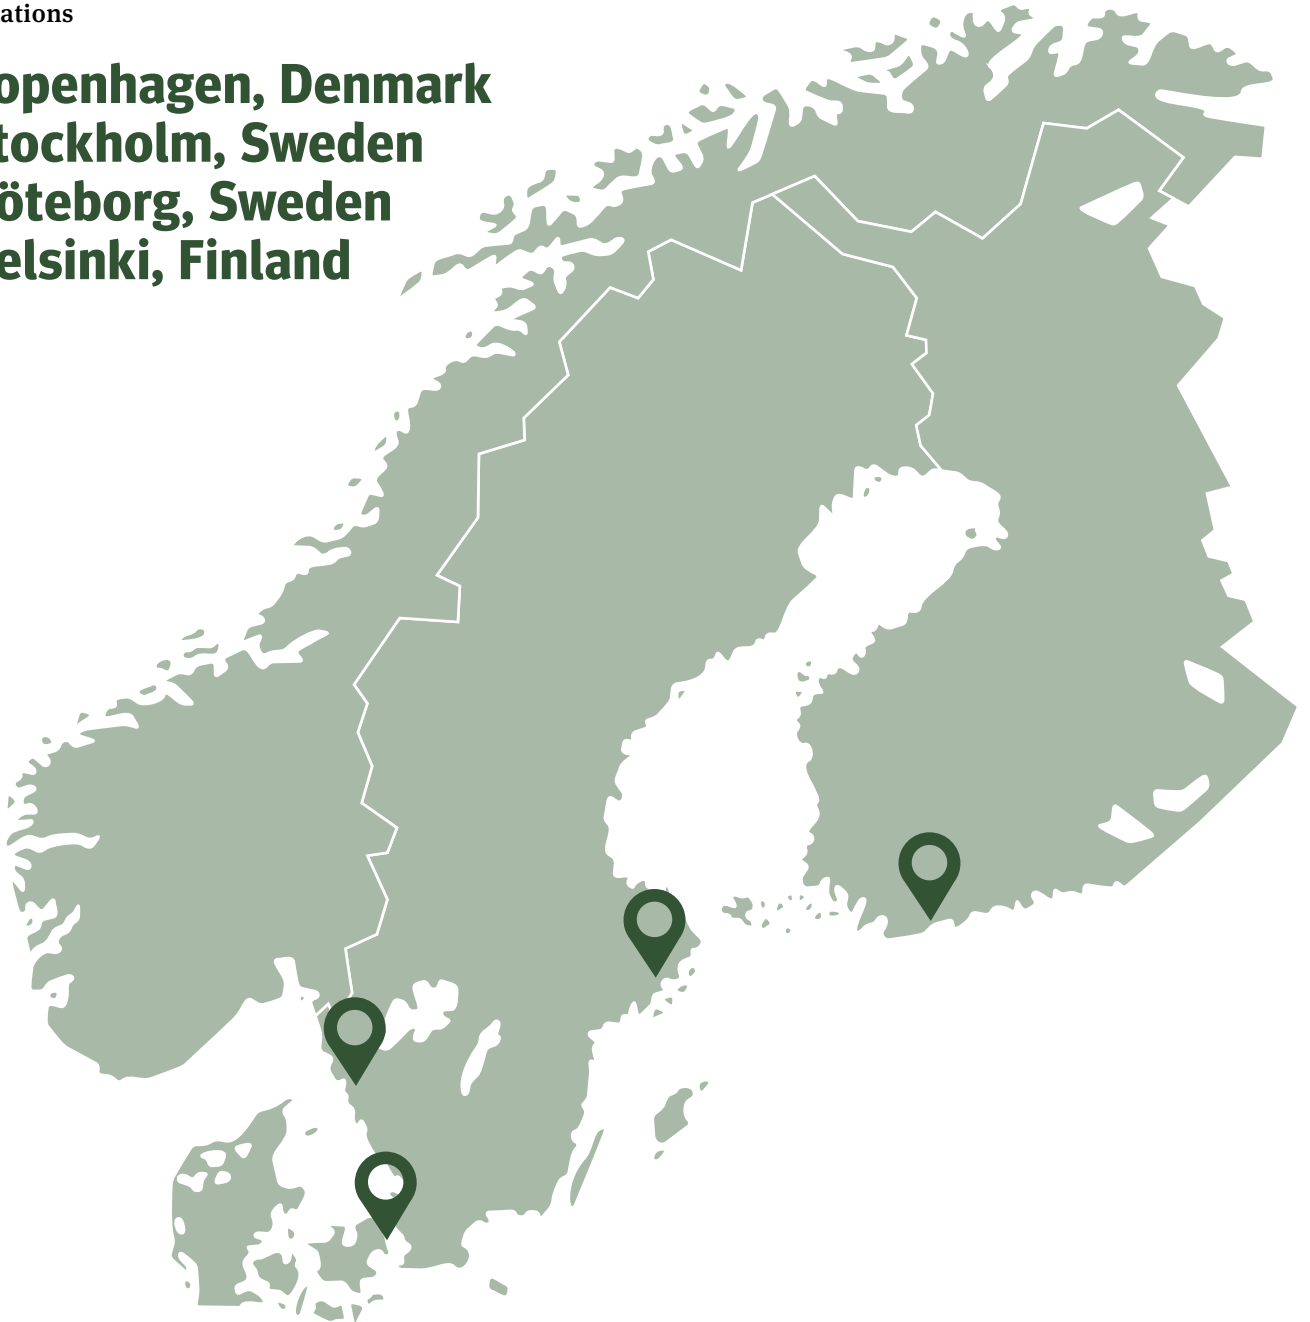 ations
openhagen, Denmark
tockholm, Sweden
öteborg, Sweden
elsinki, Finland